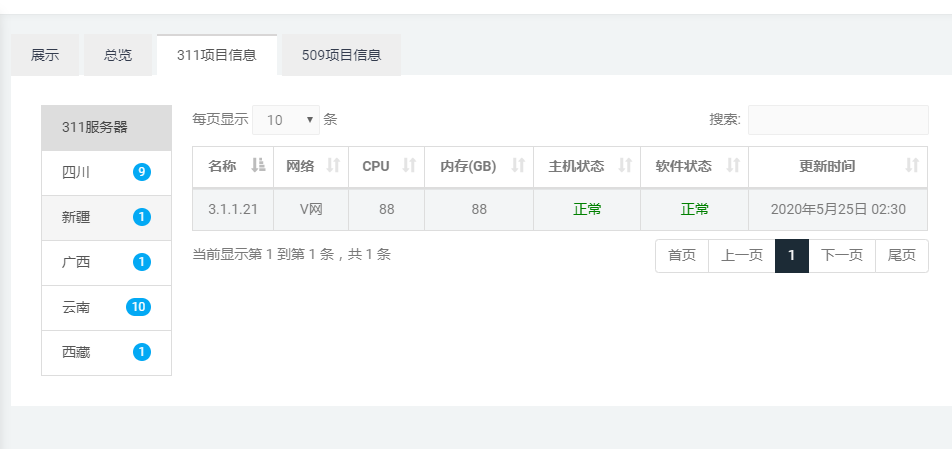 展示 总览 311项目信息 509项目信息
311服务器
四川 9
新疆 1
广西 1
云南 10
西藏 1
每页显示 10 条 搜索:
名称 网络 CPU 内存(GB) 主机状态 软件状态 更新时间
3.1.1.21 V网 88 88 正常 正常 2020年5月25日 02:30
当前显示第 1 到第 1 条，共 1 条 首页 上一页 1 下一页 尾页